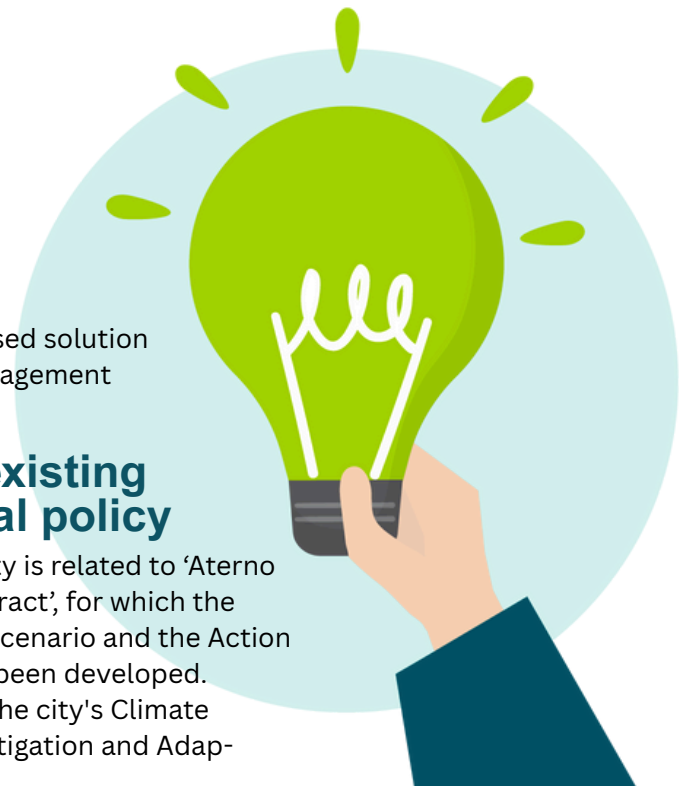 sed solution
agement
existing
al policy
ty is related to ‘Aterno
ract’, for which the
cenario and the Action
been developed.
he city's Climate
tigation and Adap-